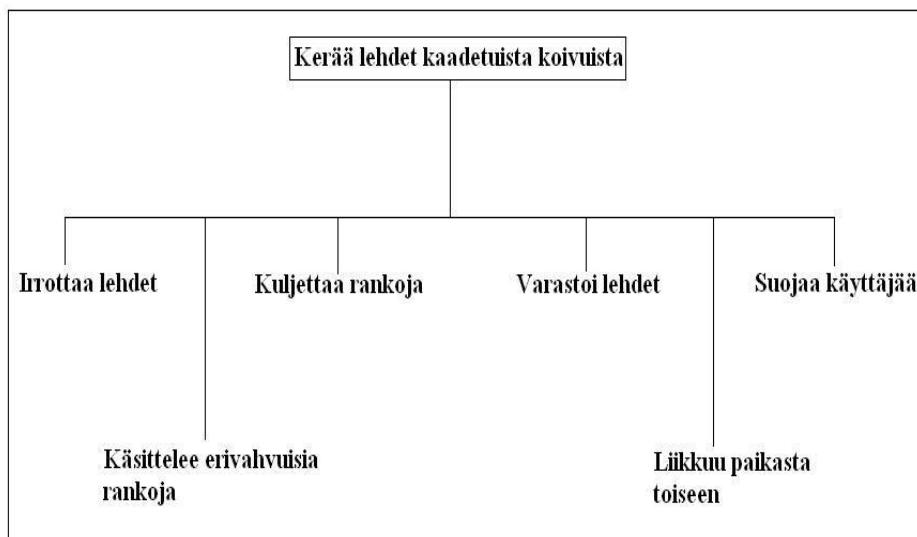 Kerää lehdet kaadetuista koivuista
Irrottaa lehdet
Kuljettaa rankoja
Varastoi lehdet
Suojaa käyttäjää
Käsittelee erivahvuisia
rankoja
Liikkuu paikasta
toiseen